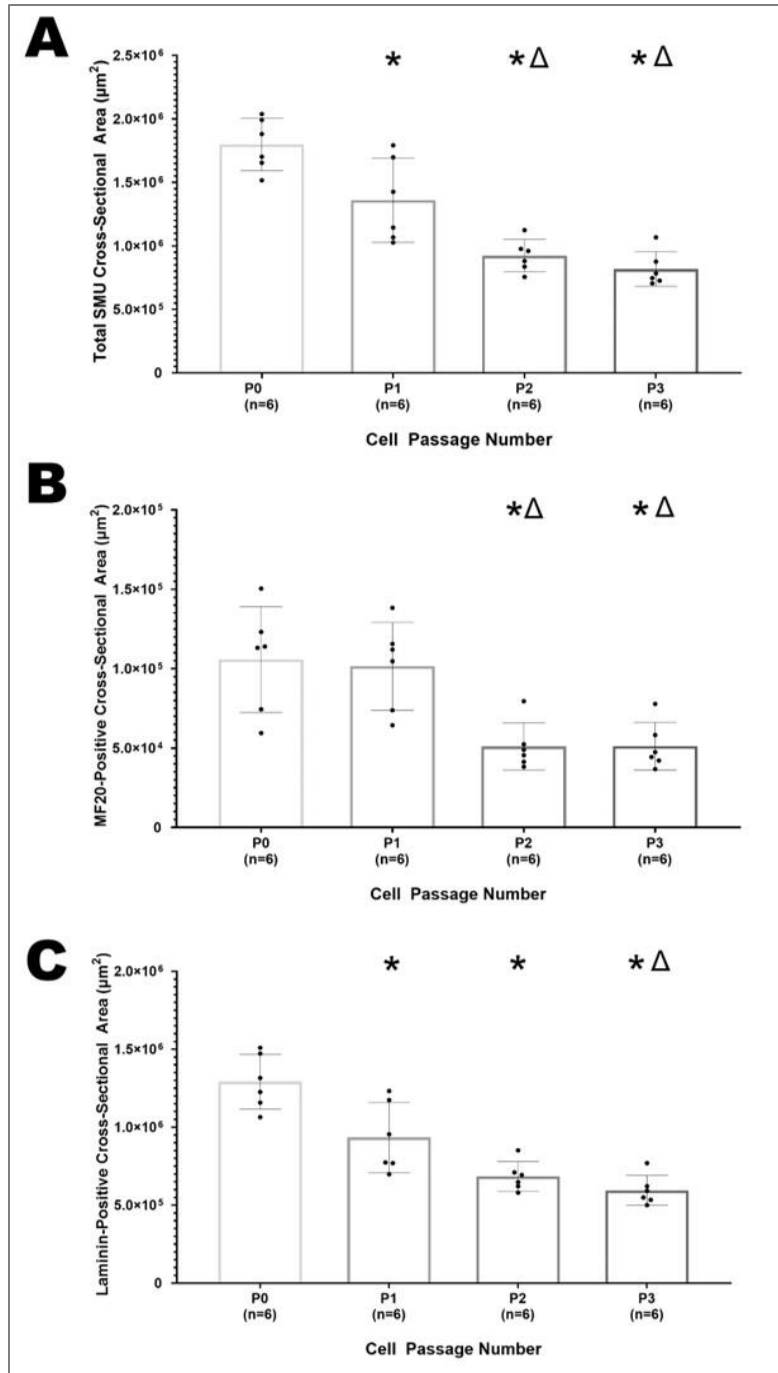 A
Total SMU Cross-Sectional Area (µm²)
2.5×10⁶
2.0×10⁶
1.5×10⁶
1.0×10⁶
5.0×10⁵
0
* * Δ * Δ
P0 P1 P2 P3
(n=6) (n=6) (n=6) (n=6)
Cell Passage Number
B
MF20-Positive Cross-Sectional Area (µm²)
2.0×10⁵
1.5×10⁵
1.0×10⁵
5.0×10⁴
0
* Δ * Δ
P0 P1 P2 P3
(n=6) (n=6) (n=6) (n=6)
Cell Passage Number
C
Laminin-Positive Cross-Sectional Area (µm²)
2.0×10⁶
1.5×10⁶
1.0×10⁶
5.0×10⁵
0
* * * Δ
P0 P1 P2 P3
(n=6) (n=6) (n=6) (n=6)
Cell Passage Number